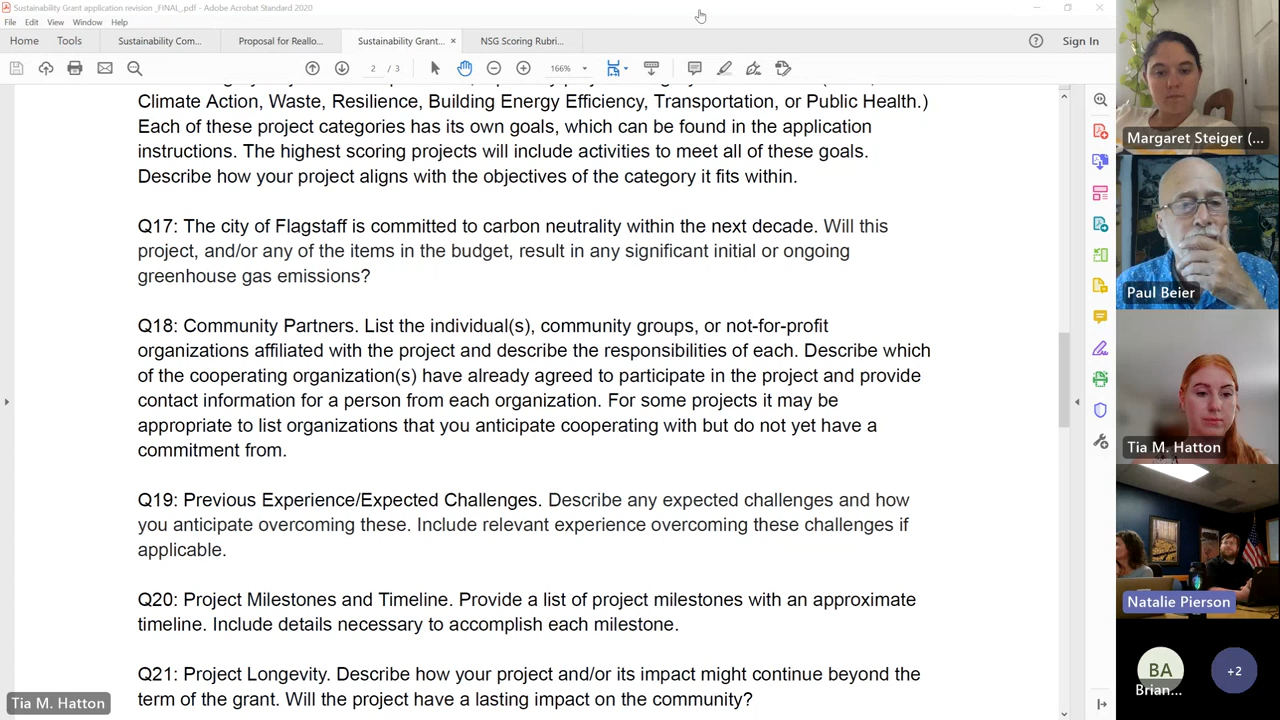 Sustainability Grant application revision _FINAL_.pdf - Adobe Acrobat Standard 2020
File Edit View Window Help
Home Tools Sustainability Com... Proposal for Reallo... Sustainability Grant... × NSG Scoring Rubri... Sign In
2 / 3 166%
Climate Action, Waste, Resilience, Building Energy Efficiency, Transportation, or Public Health.)
Each of these project categories has its own goals, which can be found in the application
instructions. The highest scoring projects will include activities to meet all of these goals.
Describe how your project aligns with the objectives of the category it fits within.
Q17: The city of Flagstaff is committed to carbon neutrality within the next decade. Will this
project, and/or any of the items in the budget, result in any significant initial or ongoing
greenhouse gas emissions?
Q18: Community Partners. List the individual(s), community groups, or not-for-profit
organizations affiliated with the project and describe the responsibilities of each. Describe which
of the cooperating organization(s) have already agreed to participate in the project and provide
contact information for a person from each organization. For some projects it may be
appropriate to list organizations that you anticipate cooperating with but do not yet have a
commitment from.
Q19: Previous Experience/Expected Challenges. Describe any expected challenges and how
you anticipate overcoming these. Include relevant experience overcoming these challenges if
applicable.
Q20: Project Milestones and Timeline. Provide a list of project milestones with an approximate
timeline. Include details necessary to accomplish each milestone.
Q21: Project Longevity. Describe how your project and/or its impact might continue beyond the
term of the grant. Will the project have a lasting impact on the community?
Tia M. Hatton
Margaret Steiger (...
Paul Beier
Tia M. Hatton
Natalie Pierson
BA
+2
Brian...